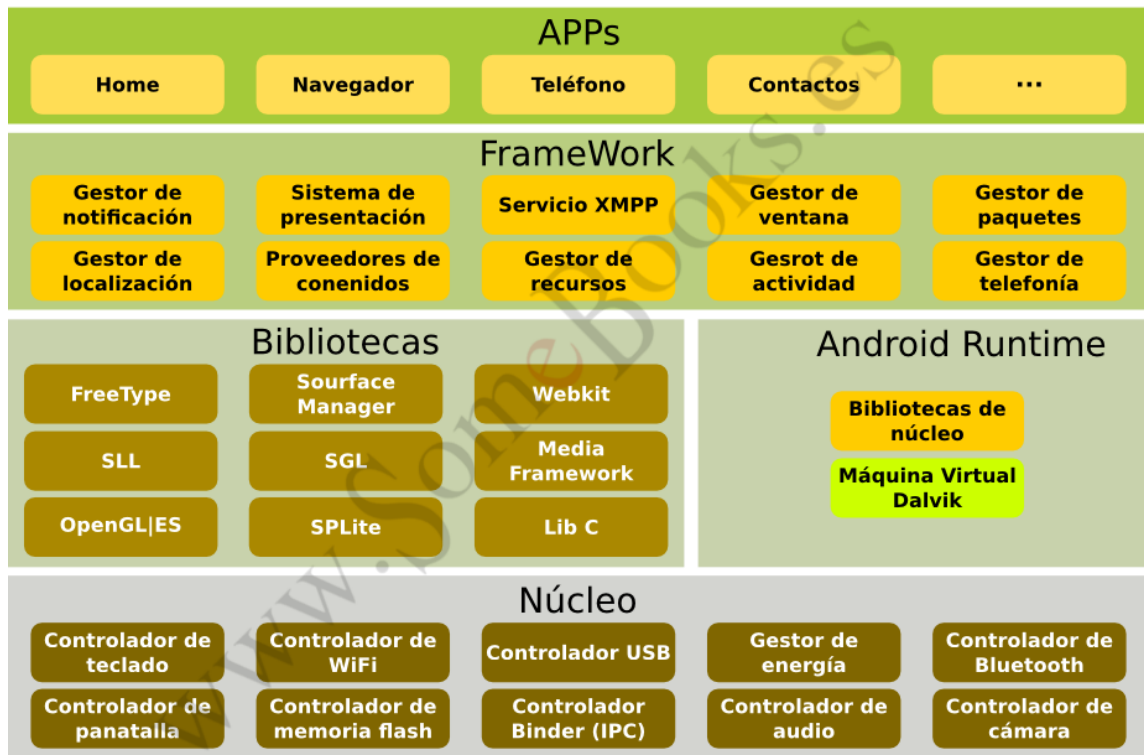 APPs
Home
Navegador
Teléfono
Contactos
...
FrameWork
Gestor de
notificación
Sistema de
presentación
Servicio XMPP
Gestor de
ventana
Gestor de
paquetes
Gestor de
localización
Proveedores de
conenidos
Gestor de
recursos
Gesrot de
actividad
Gestor de
telefonía
Bibliotecas
FreeType
Sourface
Manager
Webkit
SLL
SGL
Media
Framework
OpenGL|ES
SPLite
Lib C
Android Runtime
Bibliotecas de
núcleo
Máquina Virtual
Dalvik
Núcleo
Controlador de
teclado
Controlador de
WiFi
Controlador USB
Gestor de
energía
Controlador de
Bluetooth
Controlador de
panatalla
Controlador de
memoria flash
Controlador
Binder (IPC)
Controlador de
audio
Controlador de
cámara
www.SomeBooks.es